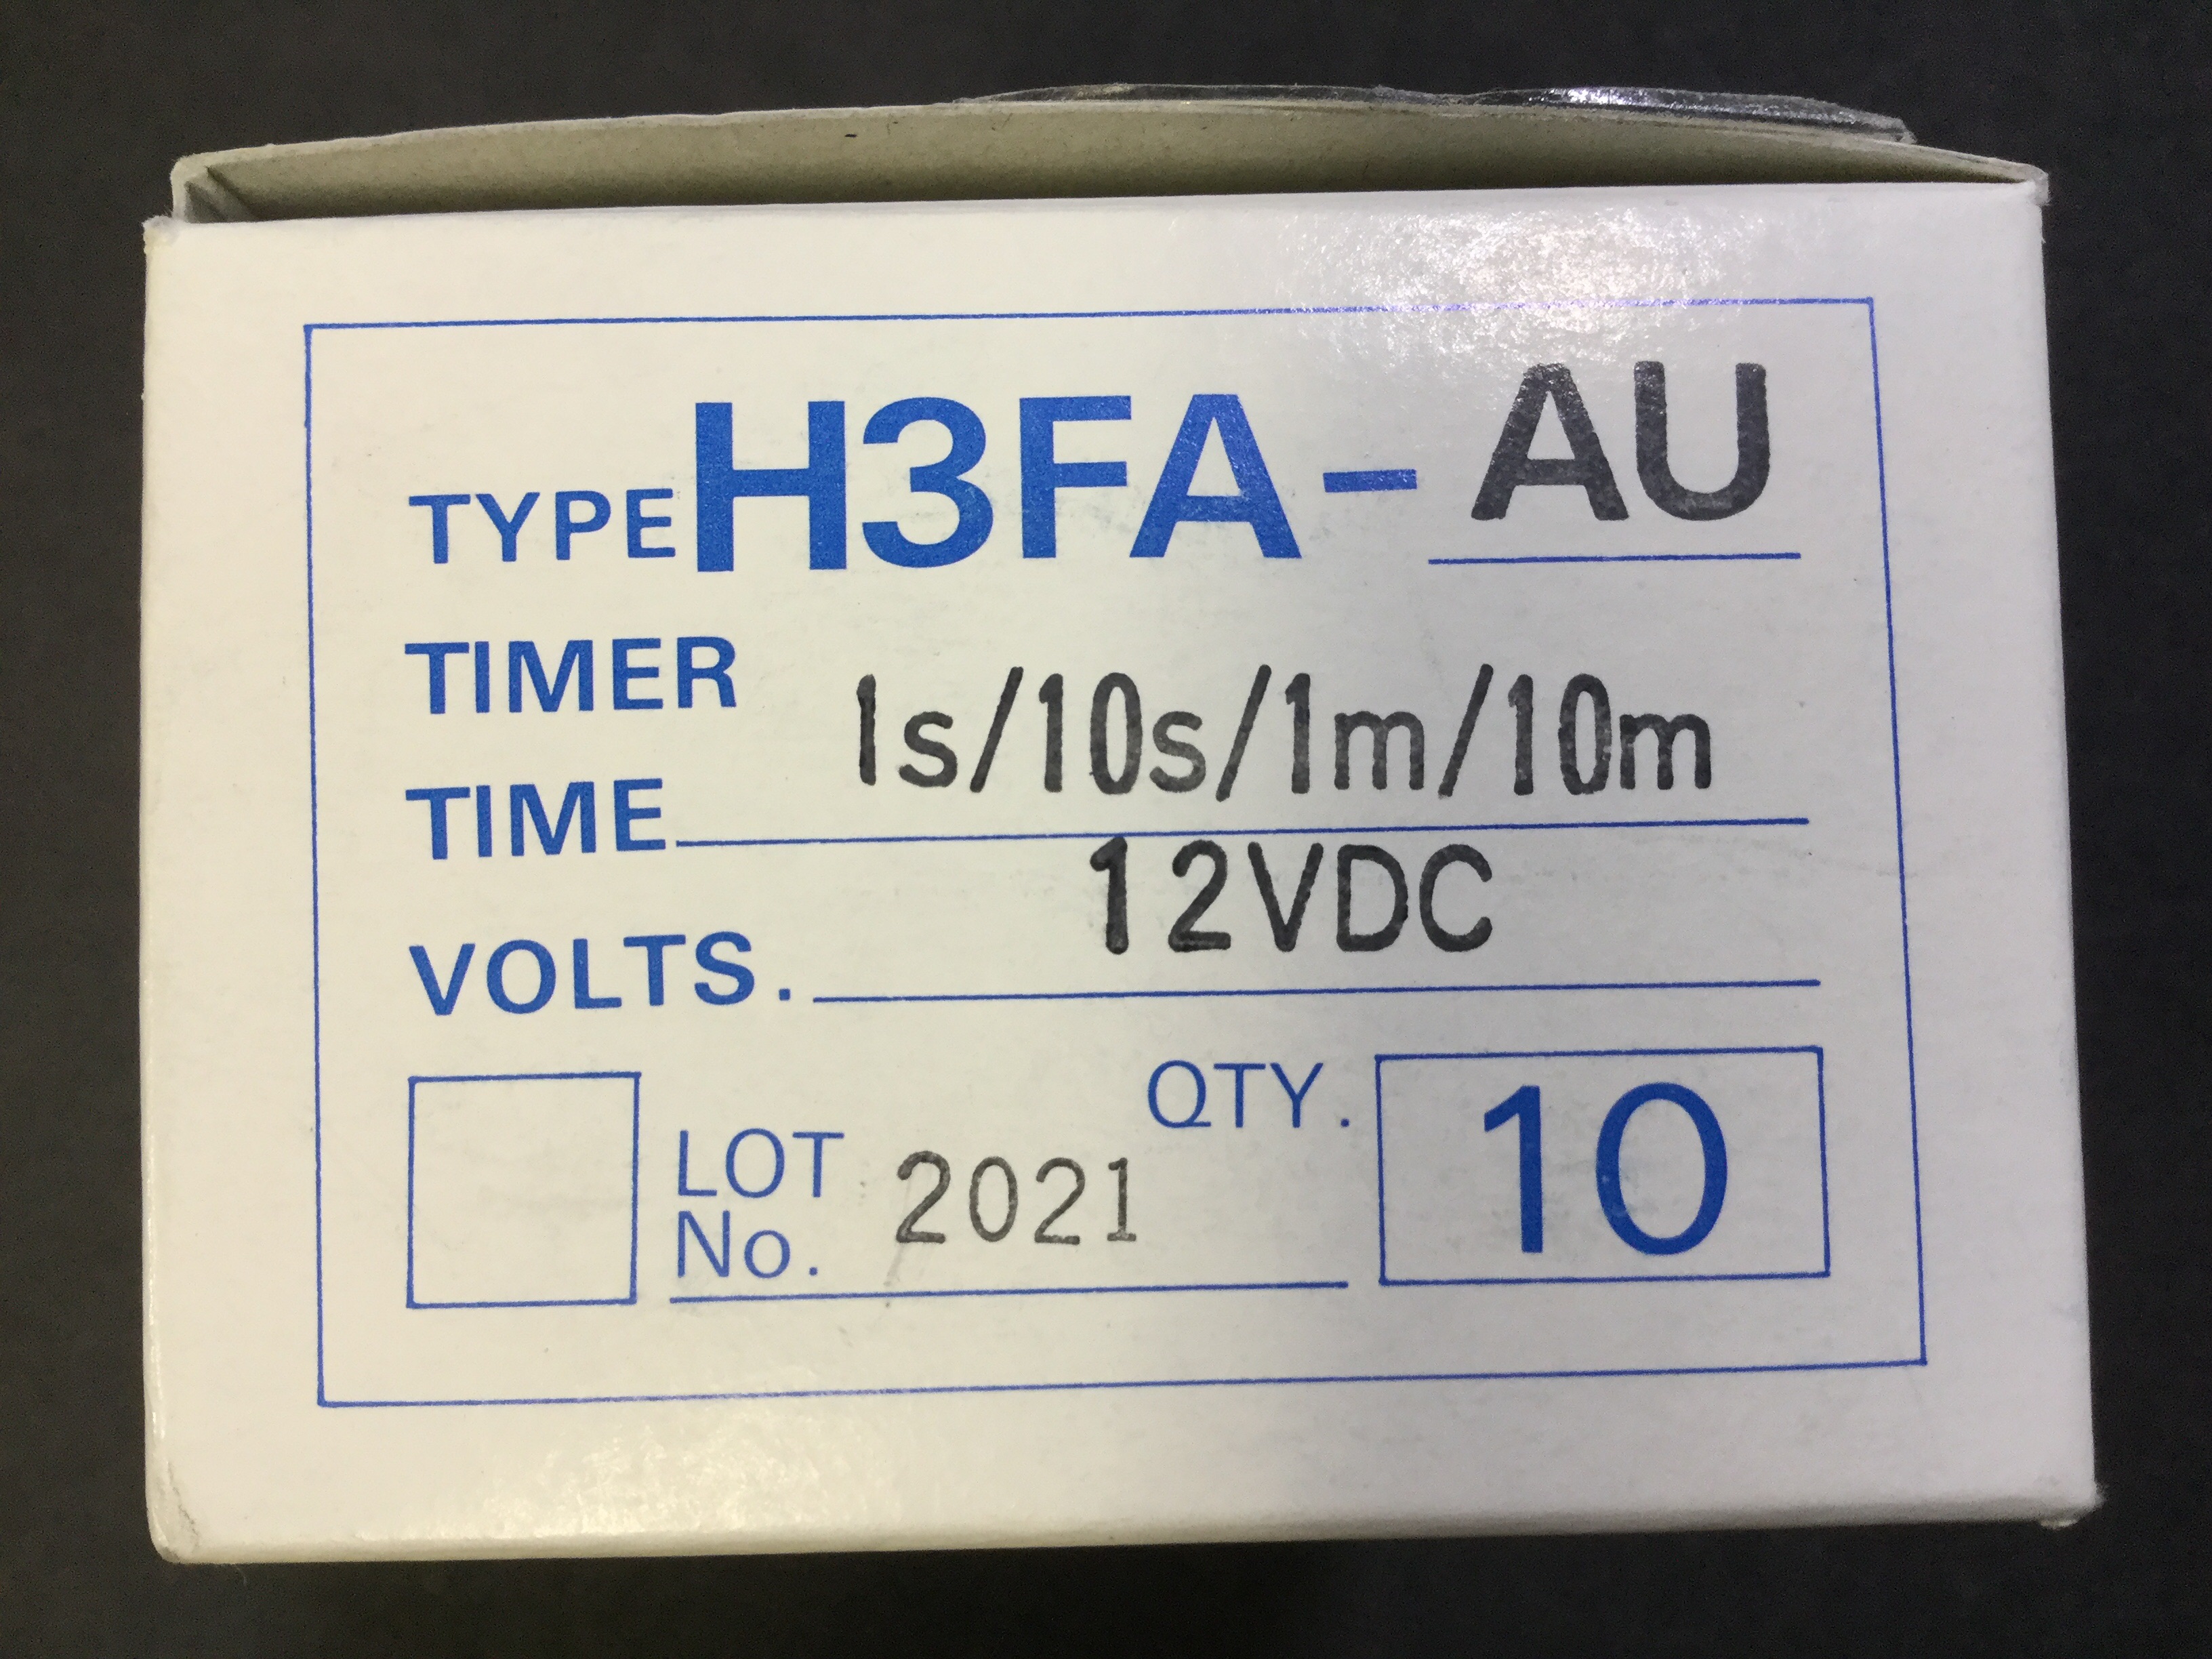 TYPE H3FA-AU
TIMER
TIME 1s/10s/1m/10m
VOLTS. 12VDC
QTY. 10
LOT No. 2021